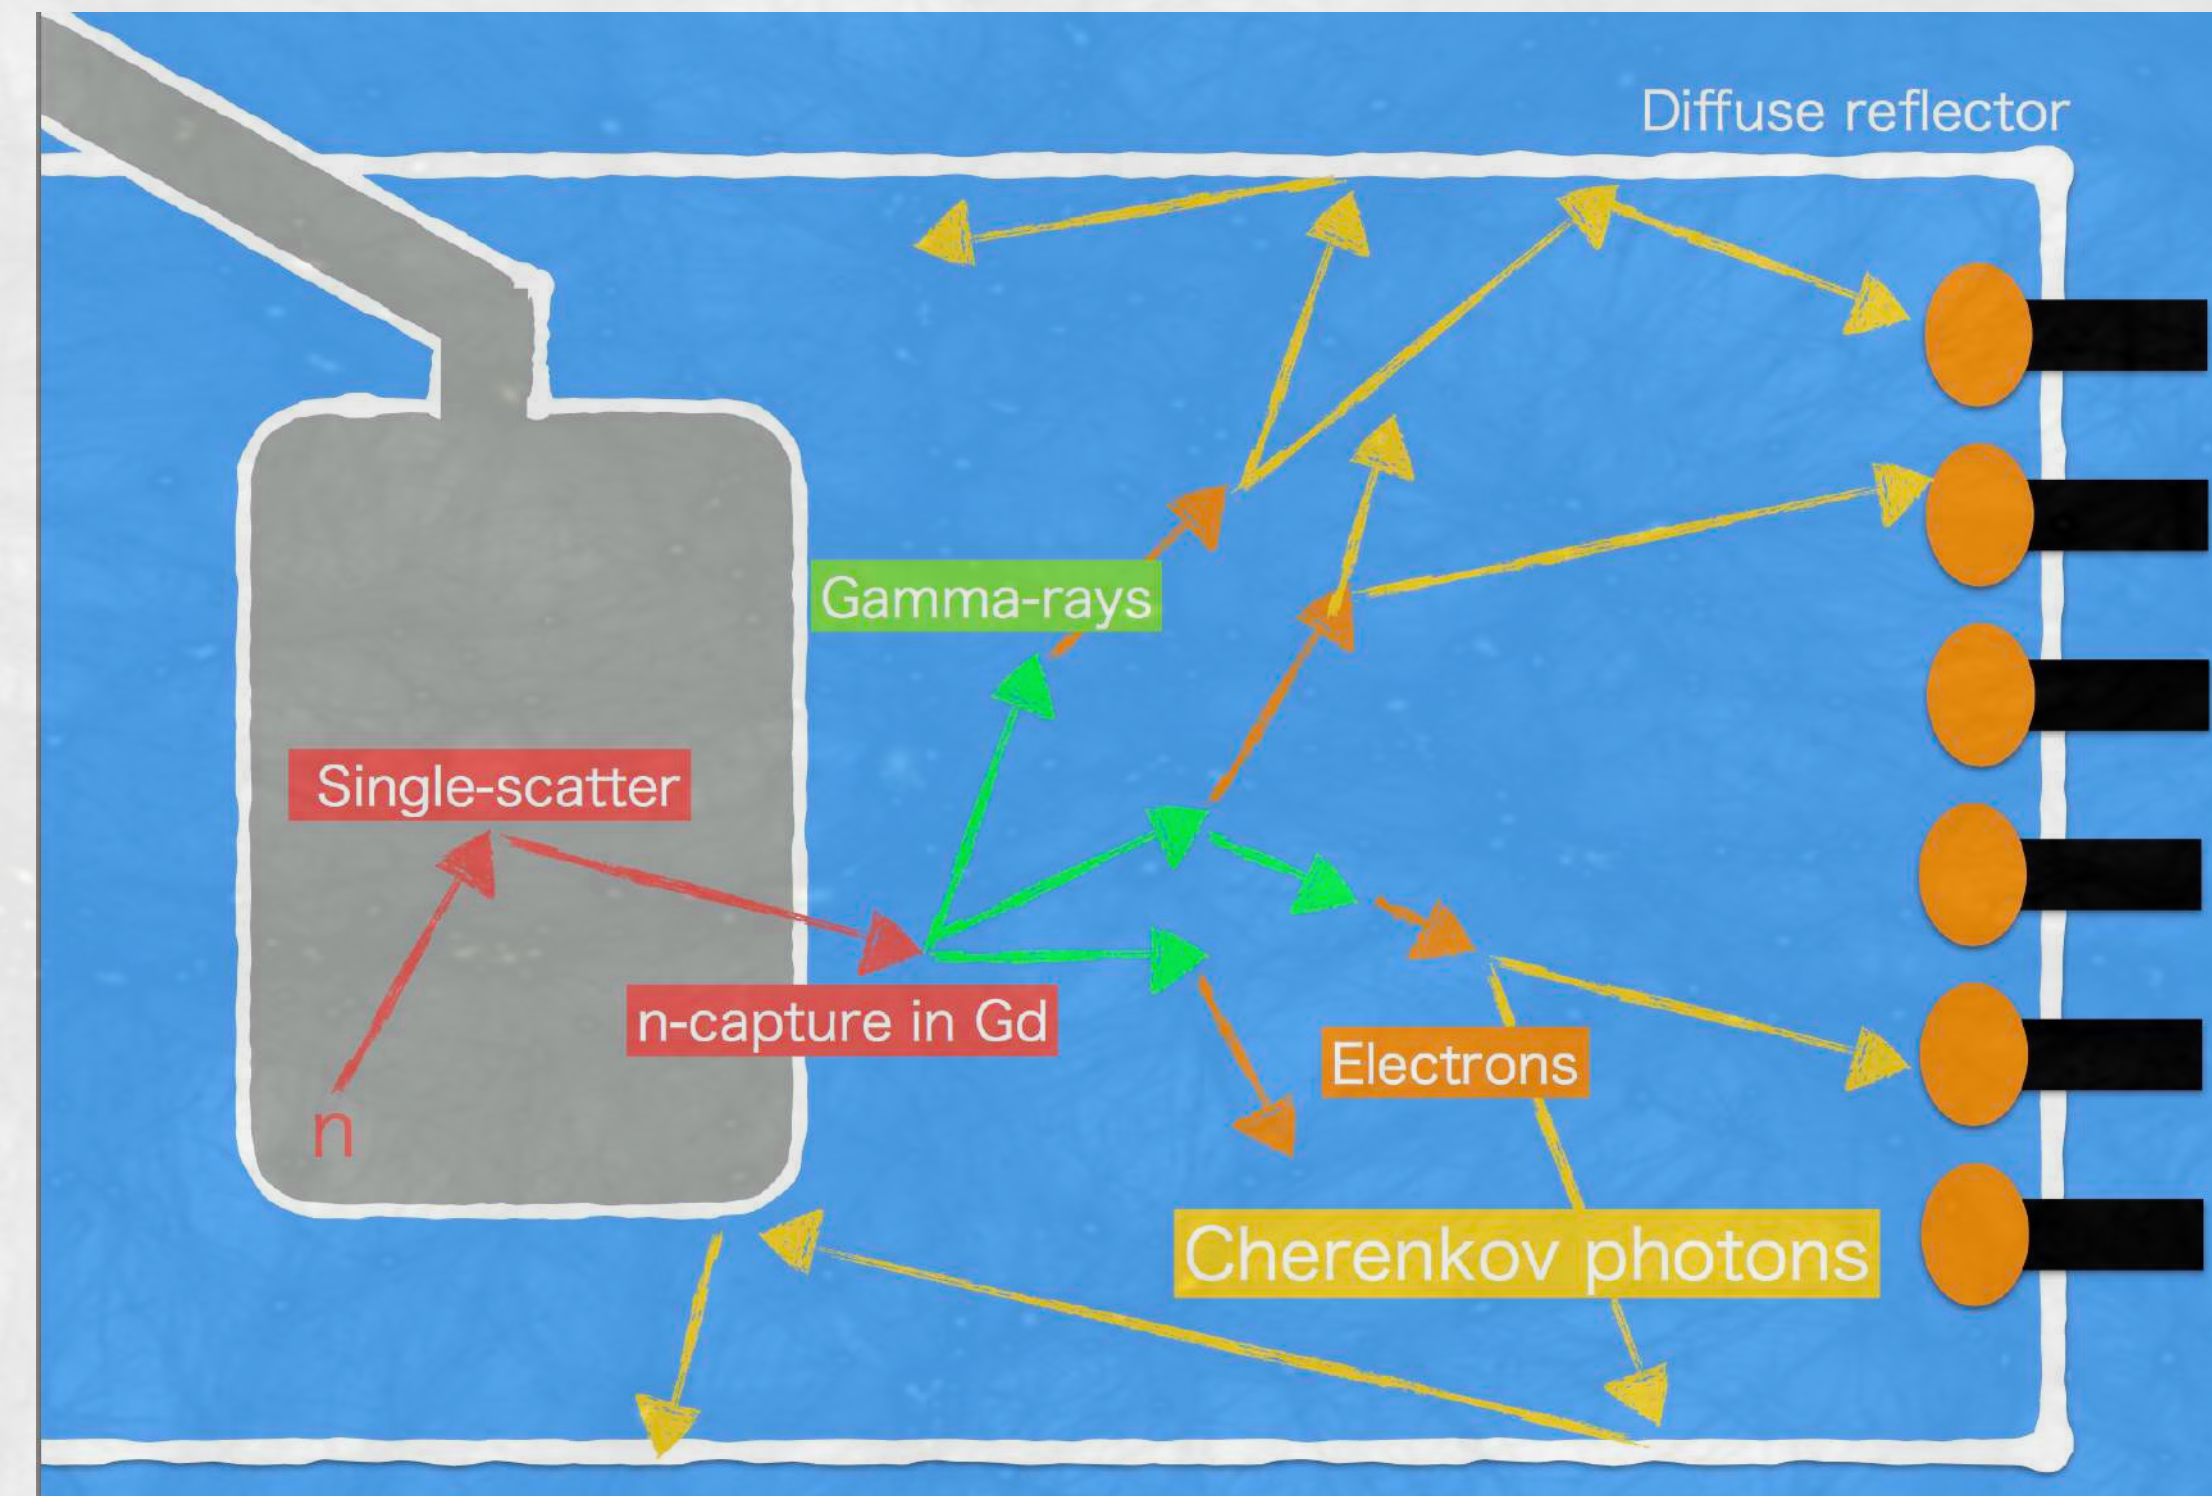 Diffuse reflector
Gamma-rays
Single-scatter
n-capture in Gd
Electrons
n
Cherenkov photons